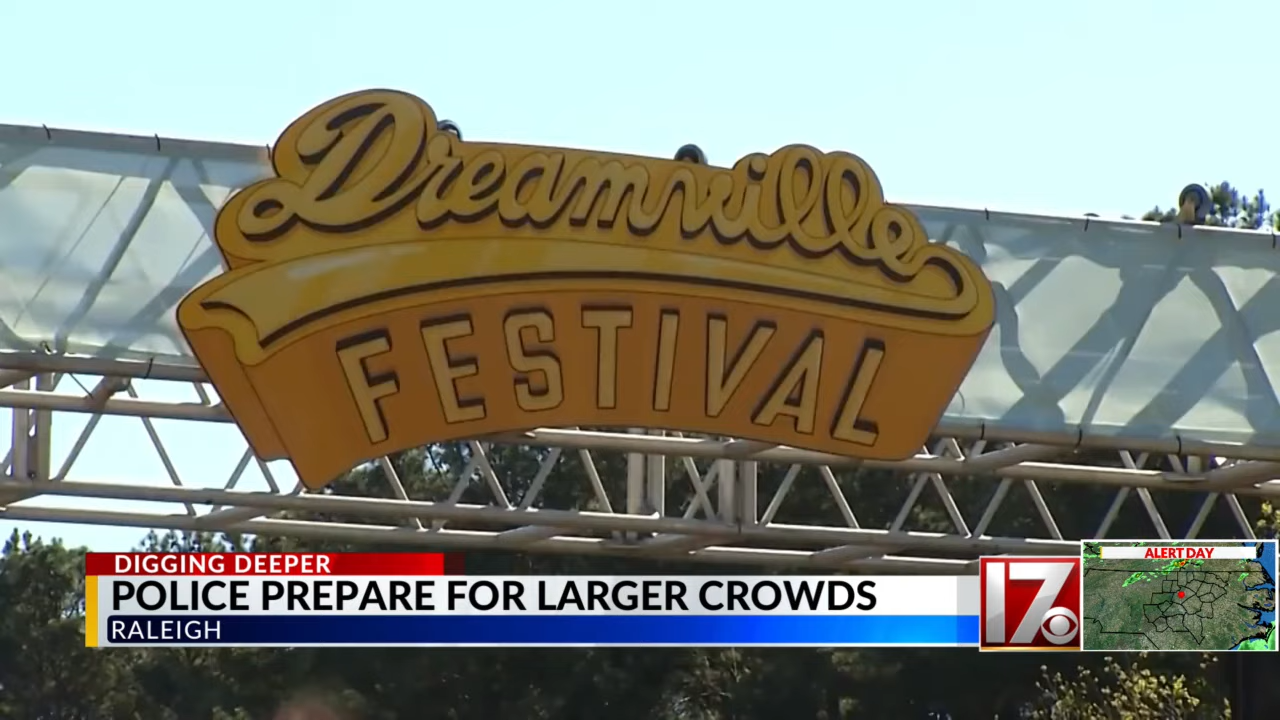 Dreamville
FESTIVAL
DIGGING DEEPER
POLICE PREPARE FOR LARGER CROWDS
RALEIGH
17
ALERT DAY